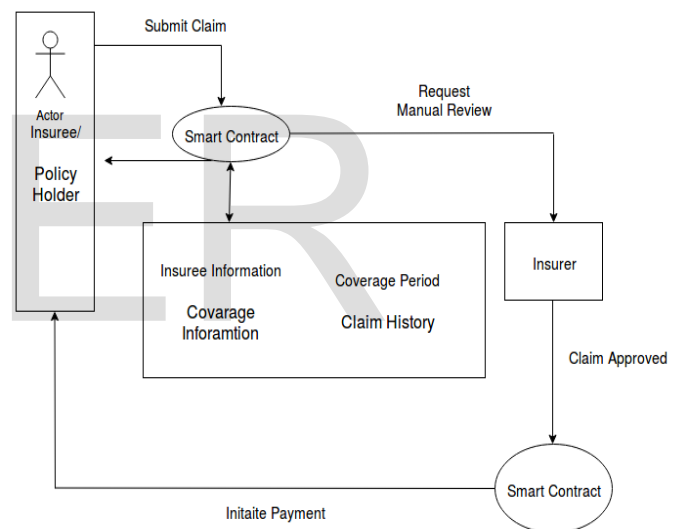 Submit Claim
Actor
Insuree/
Policy
Holder
Smart Contract
Request
Manual Review
Insuree Information
Coverage Period
Covarage
Inforamtion
Claim History
Insurer
Claim Approved
Smart Contract
Initaite Payment
ER